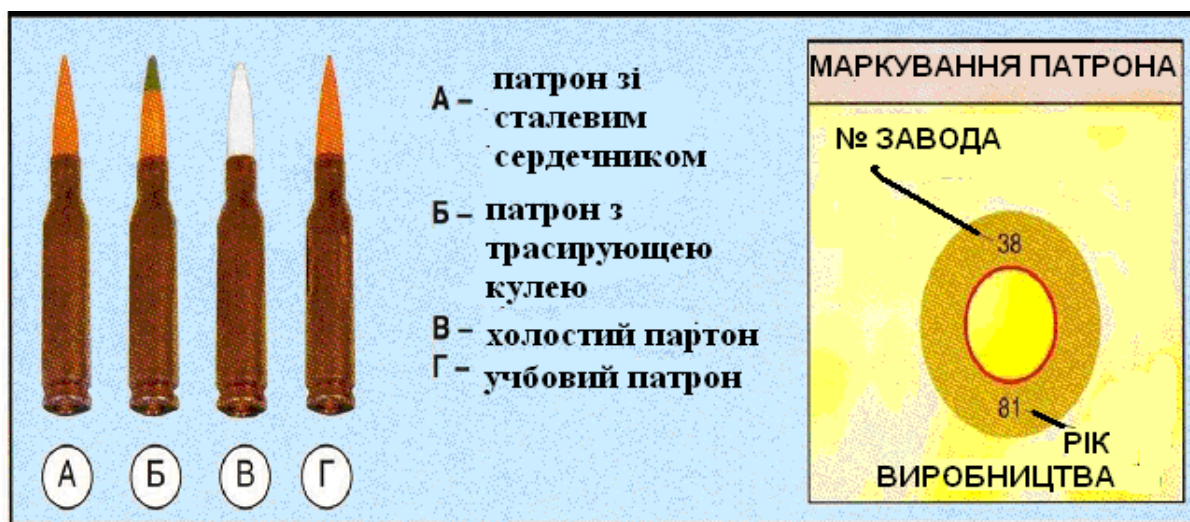 А – патрон зі
сталевим
сердечником
Б – патрон з
трасирующею
кулею
В – холостий партон
Г – учбовий патрон
А Б В Г
МАРКУВАННЯ ПАТРОНА
№ ЗАВОДА
38
81
РІК
ВИРОБНИЦТВА